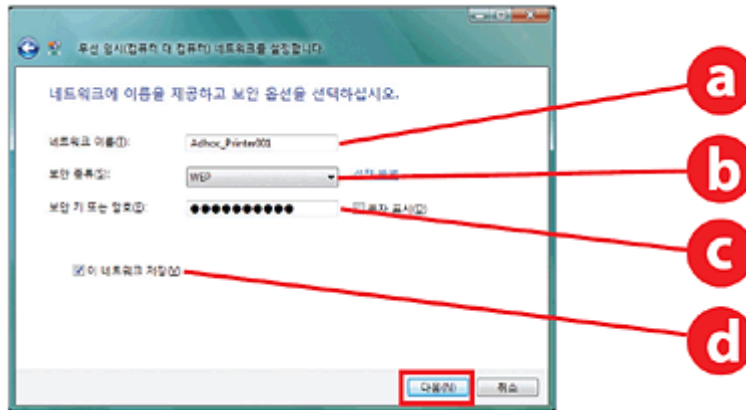 무선 임시(컴퓨터 대 컴퓨터) 네트워크를 설정합니다
네트워크에 이름을 제공하고 보안 옵션을 선택하십시오.
a
네트워크 이름(T): Adhoc_Printer001
보안 종류(S): WEP
b
보안 키 또는 암호(E): ●●●●●●●●●● 문자 표시(D)
c
이 네트워크 저장(V)
d
다음(N) 취소